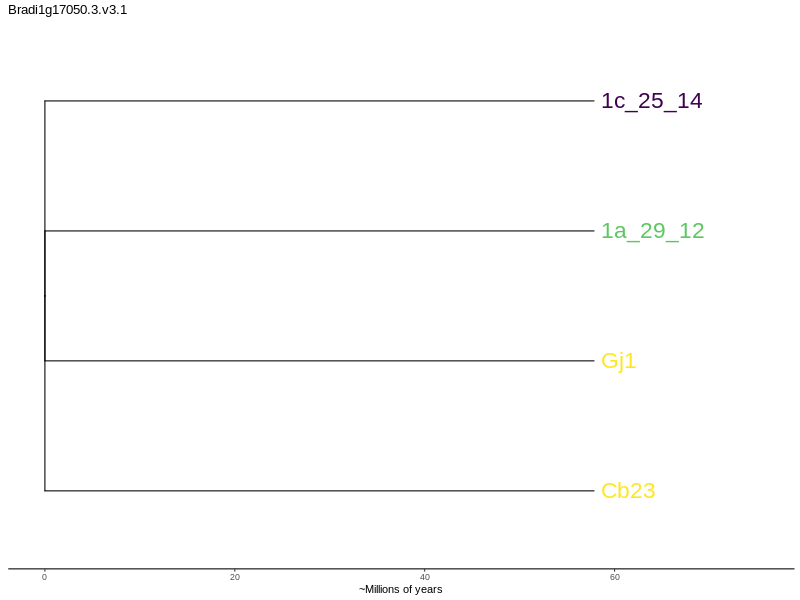 Bradi1g17050.3.v3.1
1c_25_14
1a_29_12
Gj1
Cb23
0 20 40 60
~Millions of years